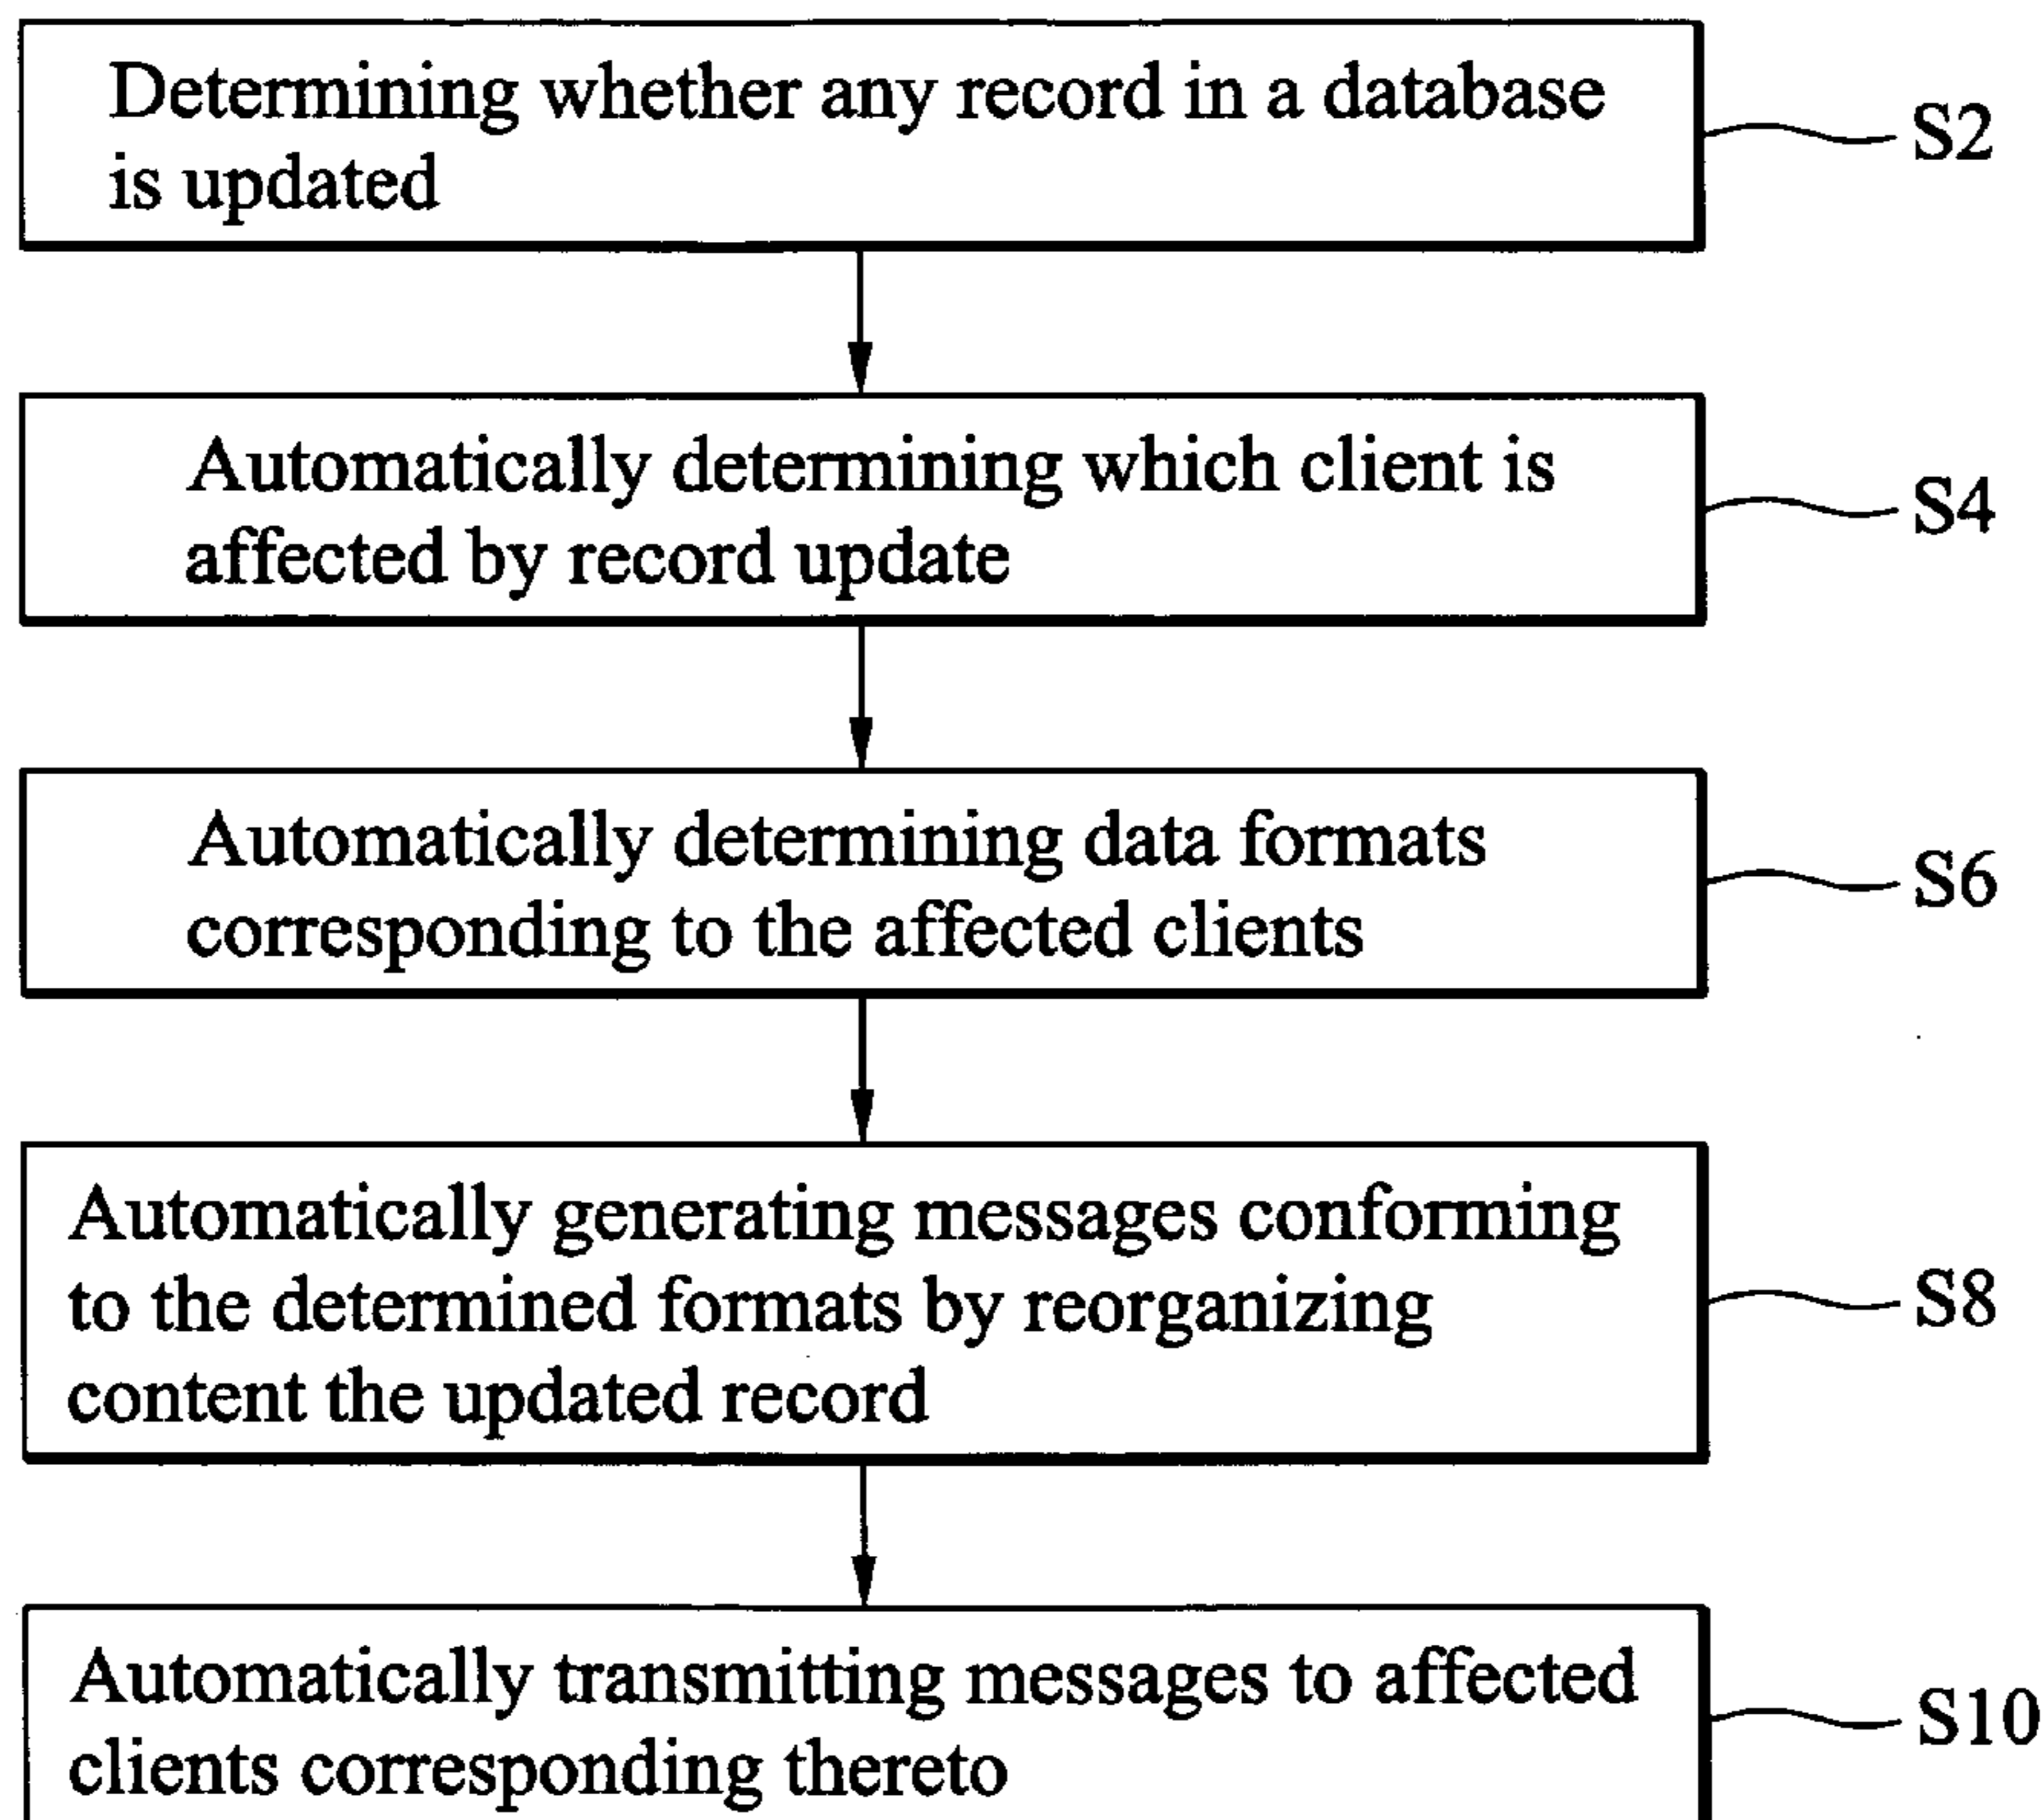 Determining whether any record in a database
is updated
S2
Automatically determining which client is
affected by record update
S4
Automatically determining data formats
corresponding to the affected clients
S6
Automatically generating messages conforming
to the determined formats by reorganizing
content the updated record
S8
Automatically transmitting messages to affected
clients corresponding thereto
S10